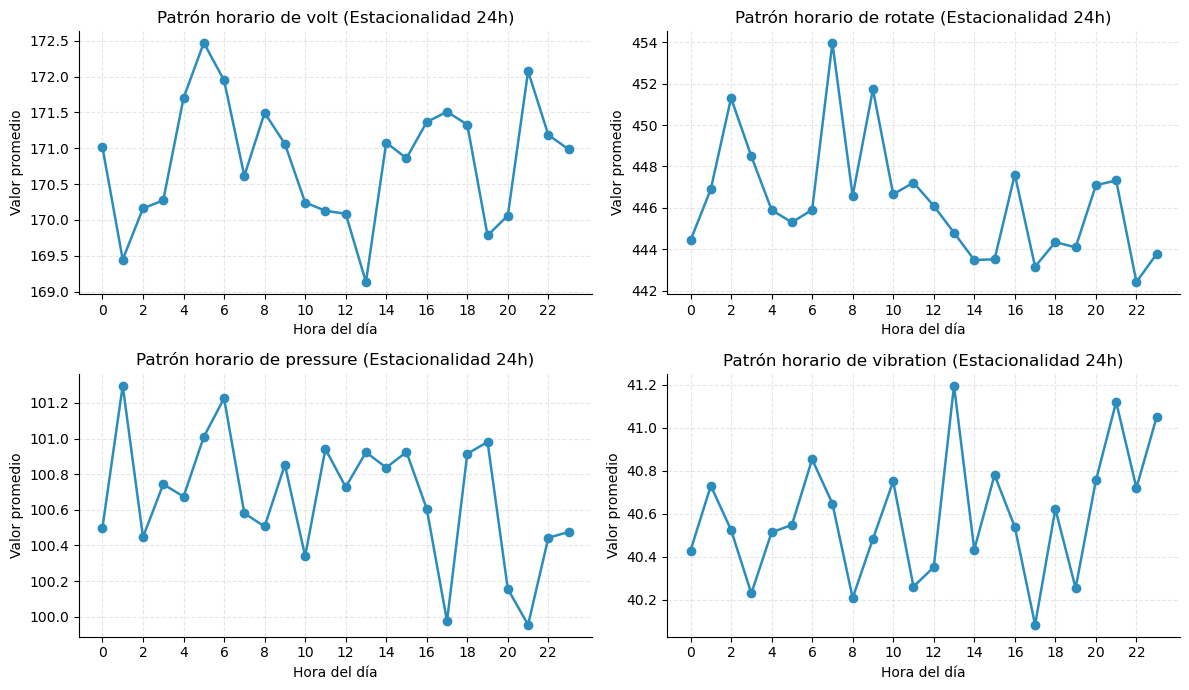 Patrón horario de volt (Estacionalidad 24h)
172.5
172.0
171.5
171.0
170.5
170.0
169.5
169.0
Valor promedio
0 2 4 6 8 10 12 14 16 18 20 22
Hora del día
Patrón horario de rotate (Estacionalidad 24h)
454
452
450
448
446
444
442
Valor promedio
0 2 4 6 8 10 12 14 16 18 20 22
Hora del día
Patrón horario de pressure (Estacionalidad 24h)
101.2
101.0
100.8
100.6
100.4
100.2
100.0
Valor promedio
0 2 4 6 8 10 12 14 16 18 20 22
Hora del día
Patrón horario de vibration (Estacionalidad 24h)
41.2
41.0
40.8
40.6
40.4
40.2
Valor promedio
0 2 4 6 8 10 12 14 16 18 20 22
Hora del día